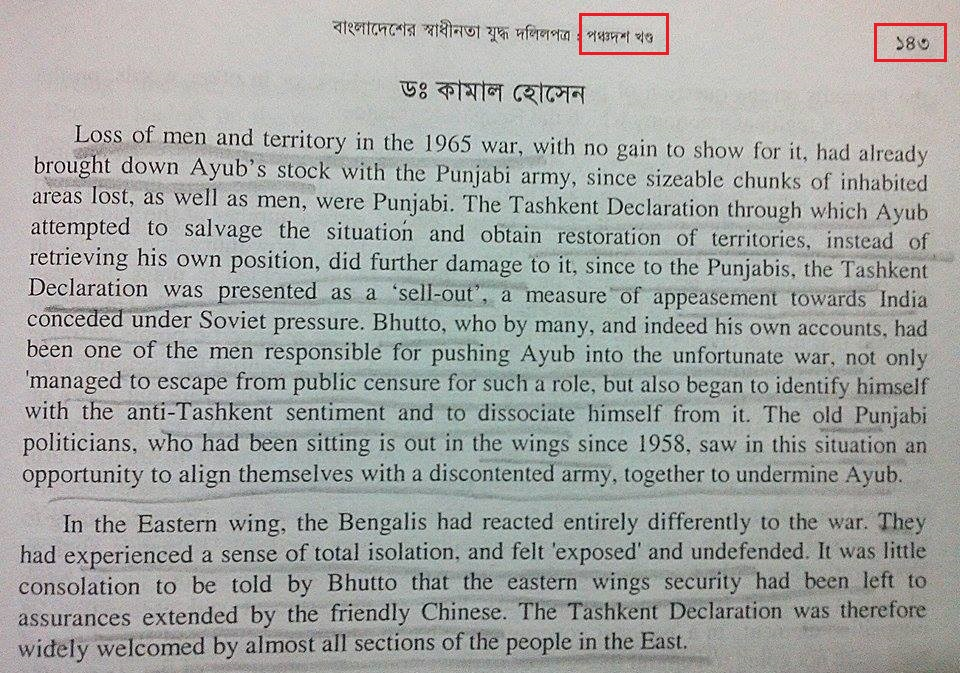 বাংলাদেশের স্বাধীনতা যুদ্ধ দলিলপত্র : পঞ্চদশ খণ্ড
১৪৩
ডঃ কামাল হোসেন
Loss of men and territory in the 1965 war, with no gain to show for it, had already
brought down Ayub's stock with the Punjabi army, since sizeable chunks of inhabited
areas lost, as well as men, were Punjabi. The Tashkent Declaration through which Ayub
attempted to salvage the situation and obtain restoration of territories, instead of
retrieving his own position, did further damage to it, since to the Punjabis, the Tashkent
Declaration was presented as a ‘sell-out’, a measure of appeasement towards India
conceded under Soviet pressure. Bhutto, who by many, and indeed his own accounts, had
been one of the men responsible for pushing Ayub into the unfortunate war, not only
'managed to escape from public censure for such a role, but also began to identify himself
with the anti-Tashkent sentiment and to dissociate himself from it. The old Punjabi
politicians, who had been sitting is out in the wings since 1958, saw in this situation an
opportunity to align themselves with a discontented army, together to undermine Ayub.
In the Eastern wing, the Bengalis had reacted entirely differently to the war. They
had experienced a sense of total isolation, and felt 'exposed' and undefended. It was little
consolation to be told by Bhutto that the eastern wings security had been left to
assurances extended by the friendly Chinese. The Tashkent Declaration was therefore
widely welcomed by almost all sections of the people in the East.